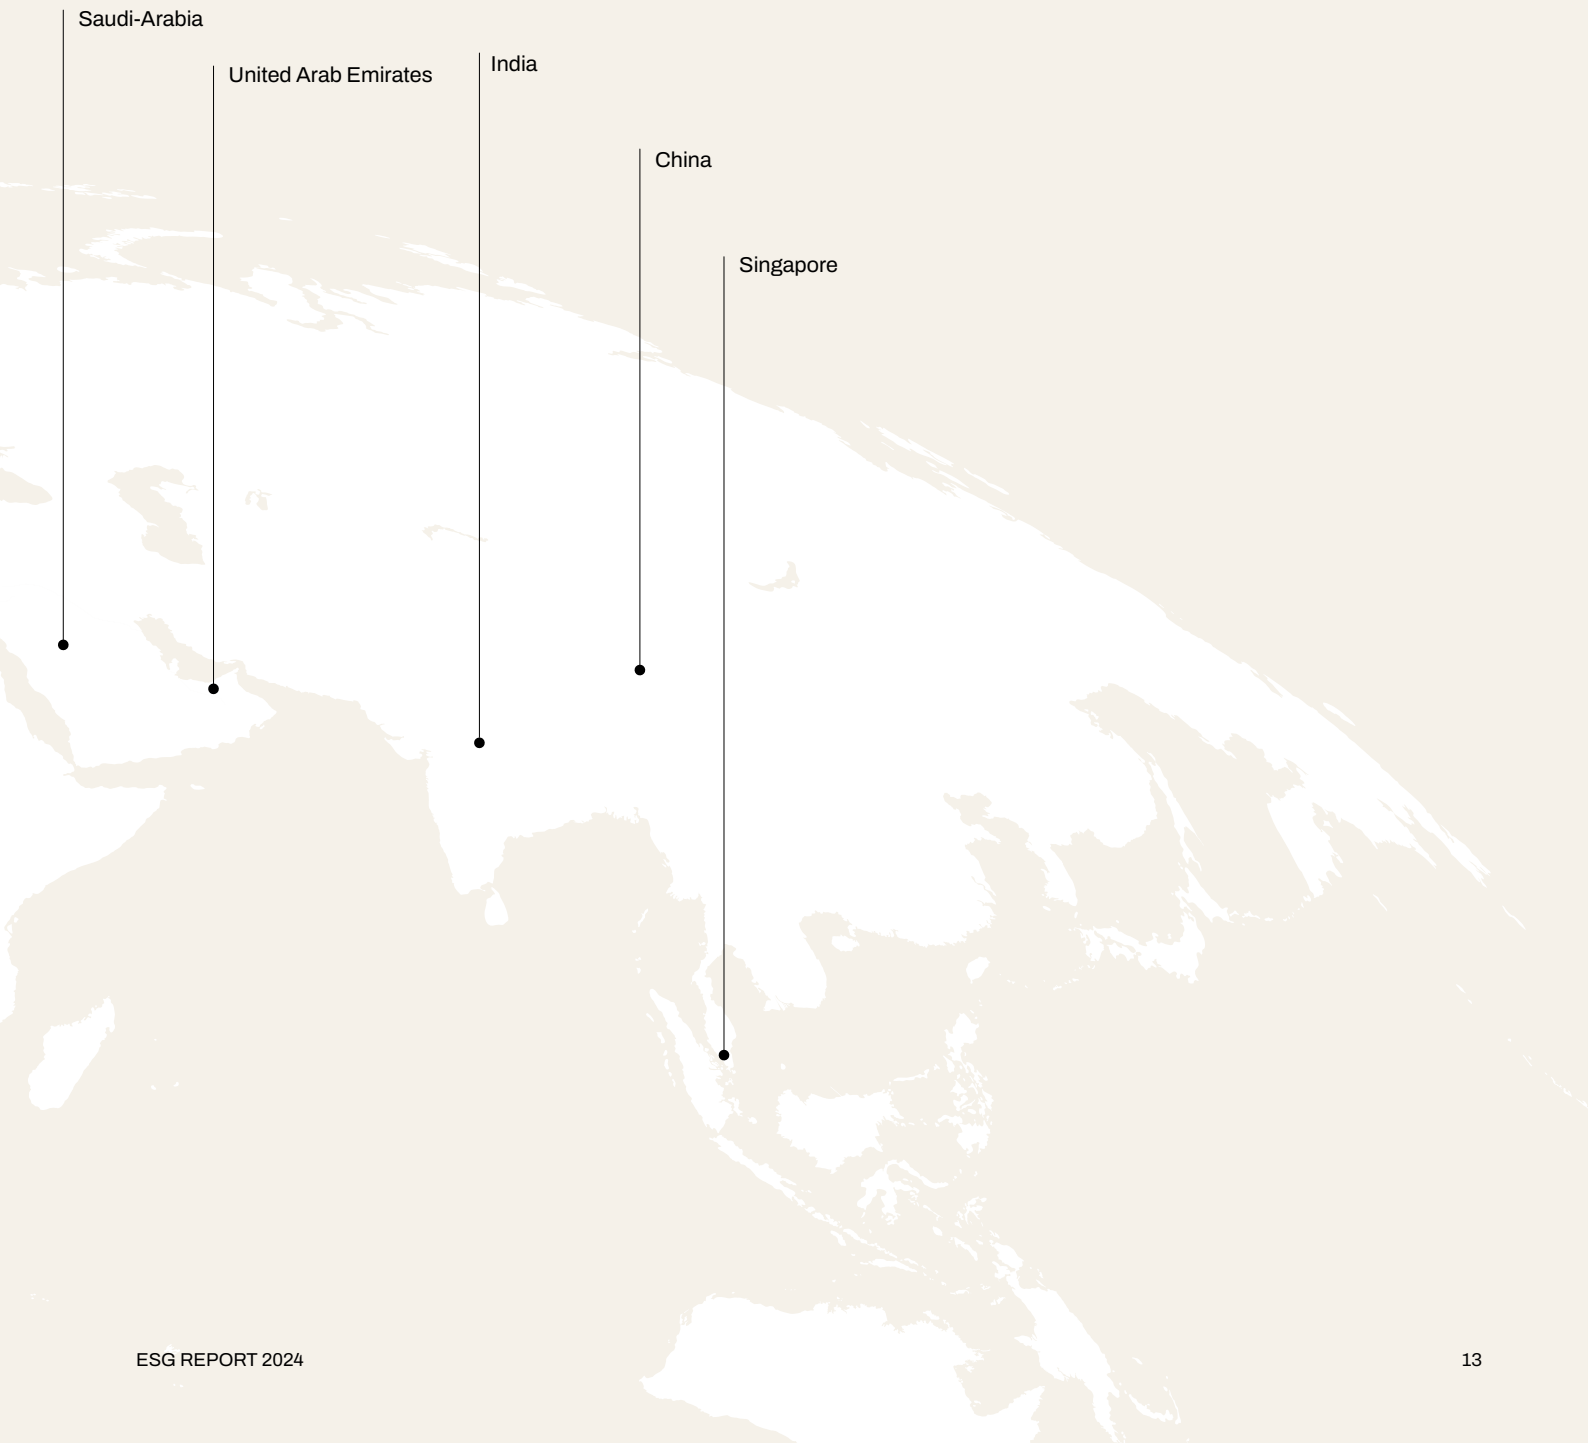 Saudi-Arabia
United Arab Emirates
India
China
Singapore
ESG REPORT 2024
13